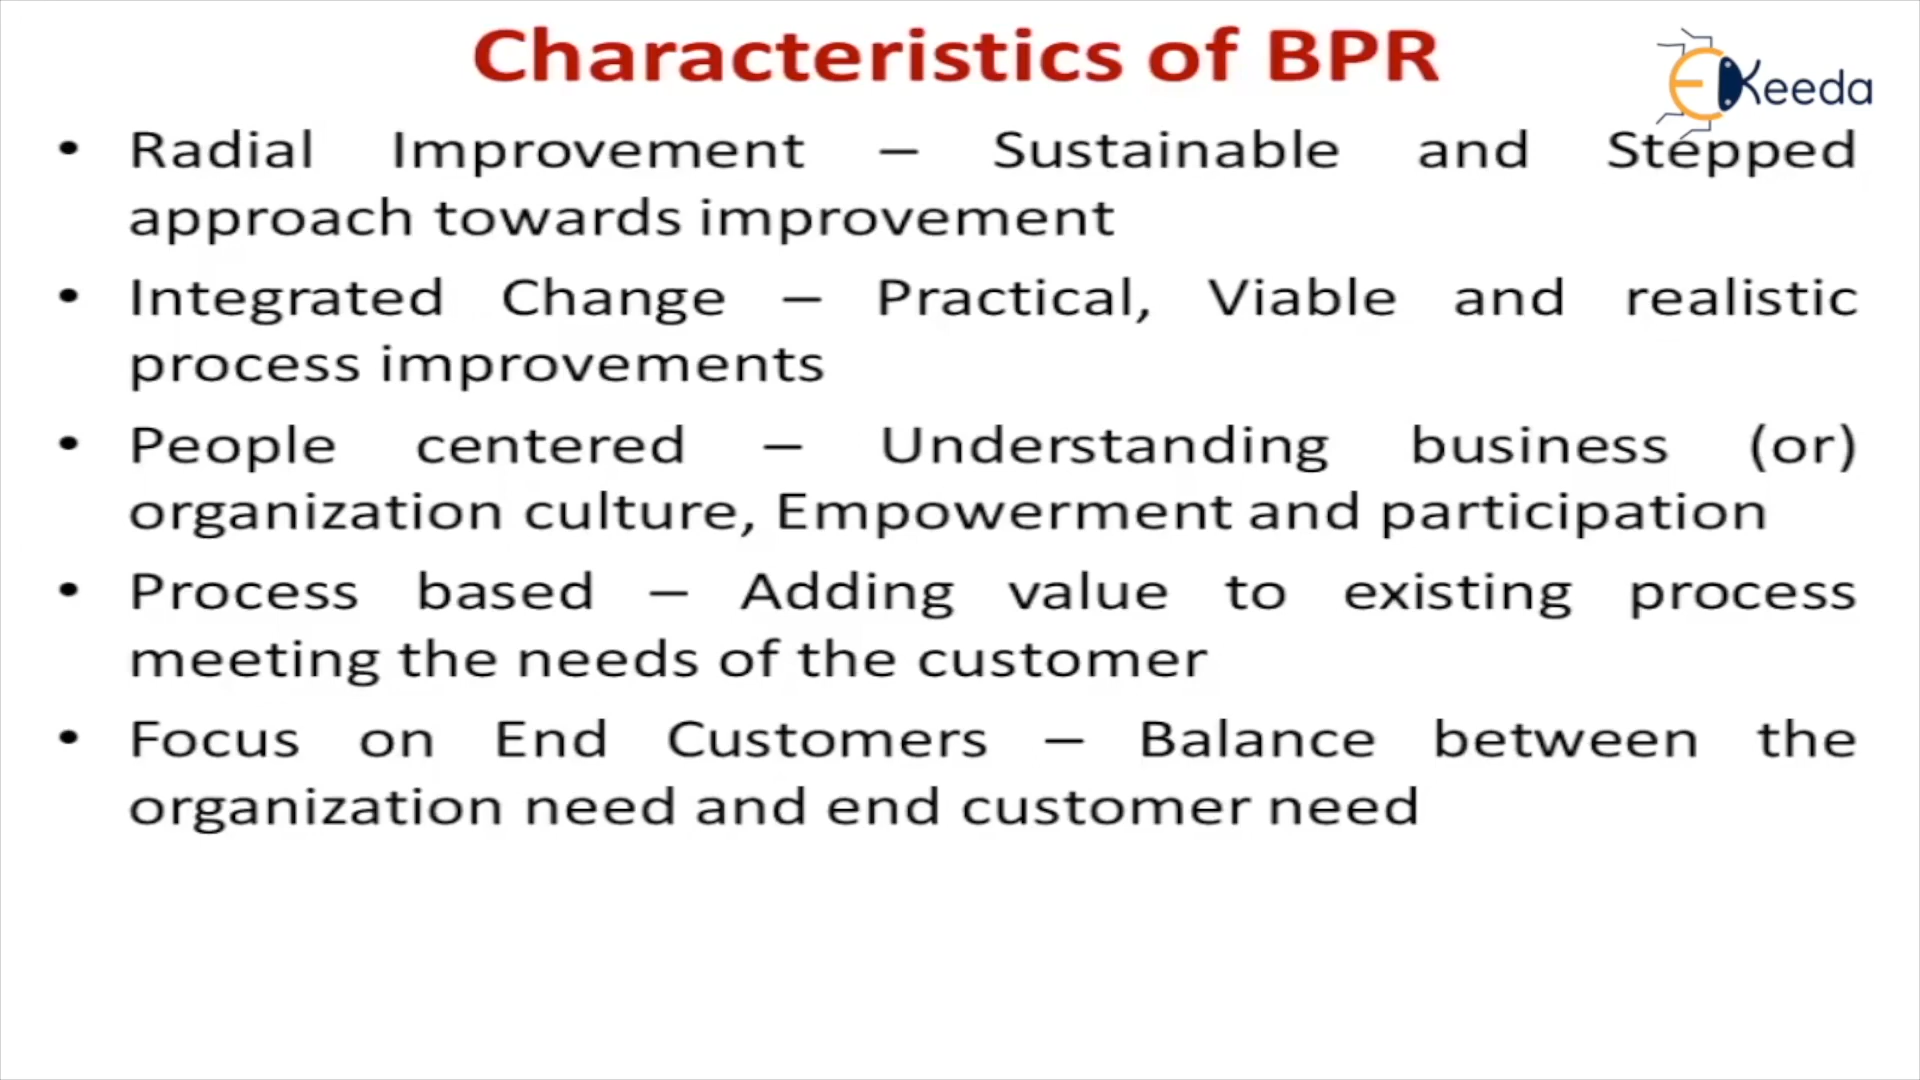 Characteristics of BPR
EKeeda
• Radial Improvement – Sustainable and Stepped
approach towards improvement
• Integrated Change – Practical, Viable and realistic
process improvements
• People centered – Understanding business (or)
organization culture, Empowerment and participation
• Process based – Adding value to existing process
meeting the needs of the customer
• Focus on End Customers – Balance between the
organization need and end customer need